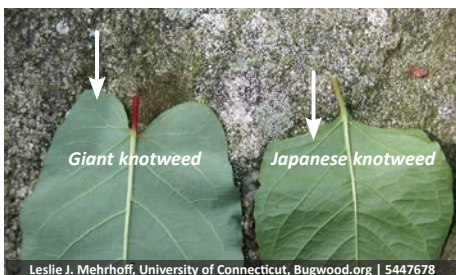 Giant knotweed
Japanese knotweed
Leslie J. Mehrhoff, University of Connecticut, Bugwood.org | 5447678